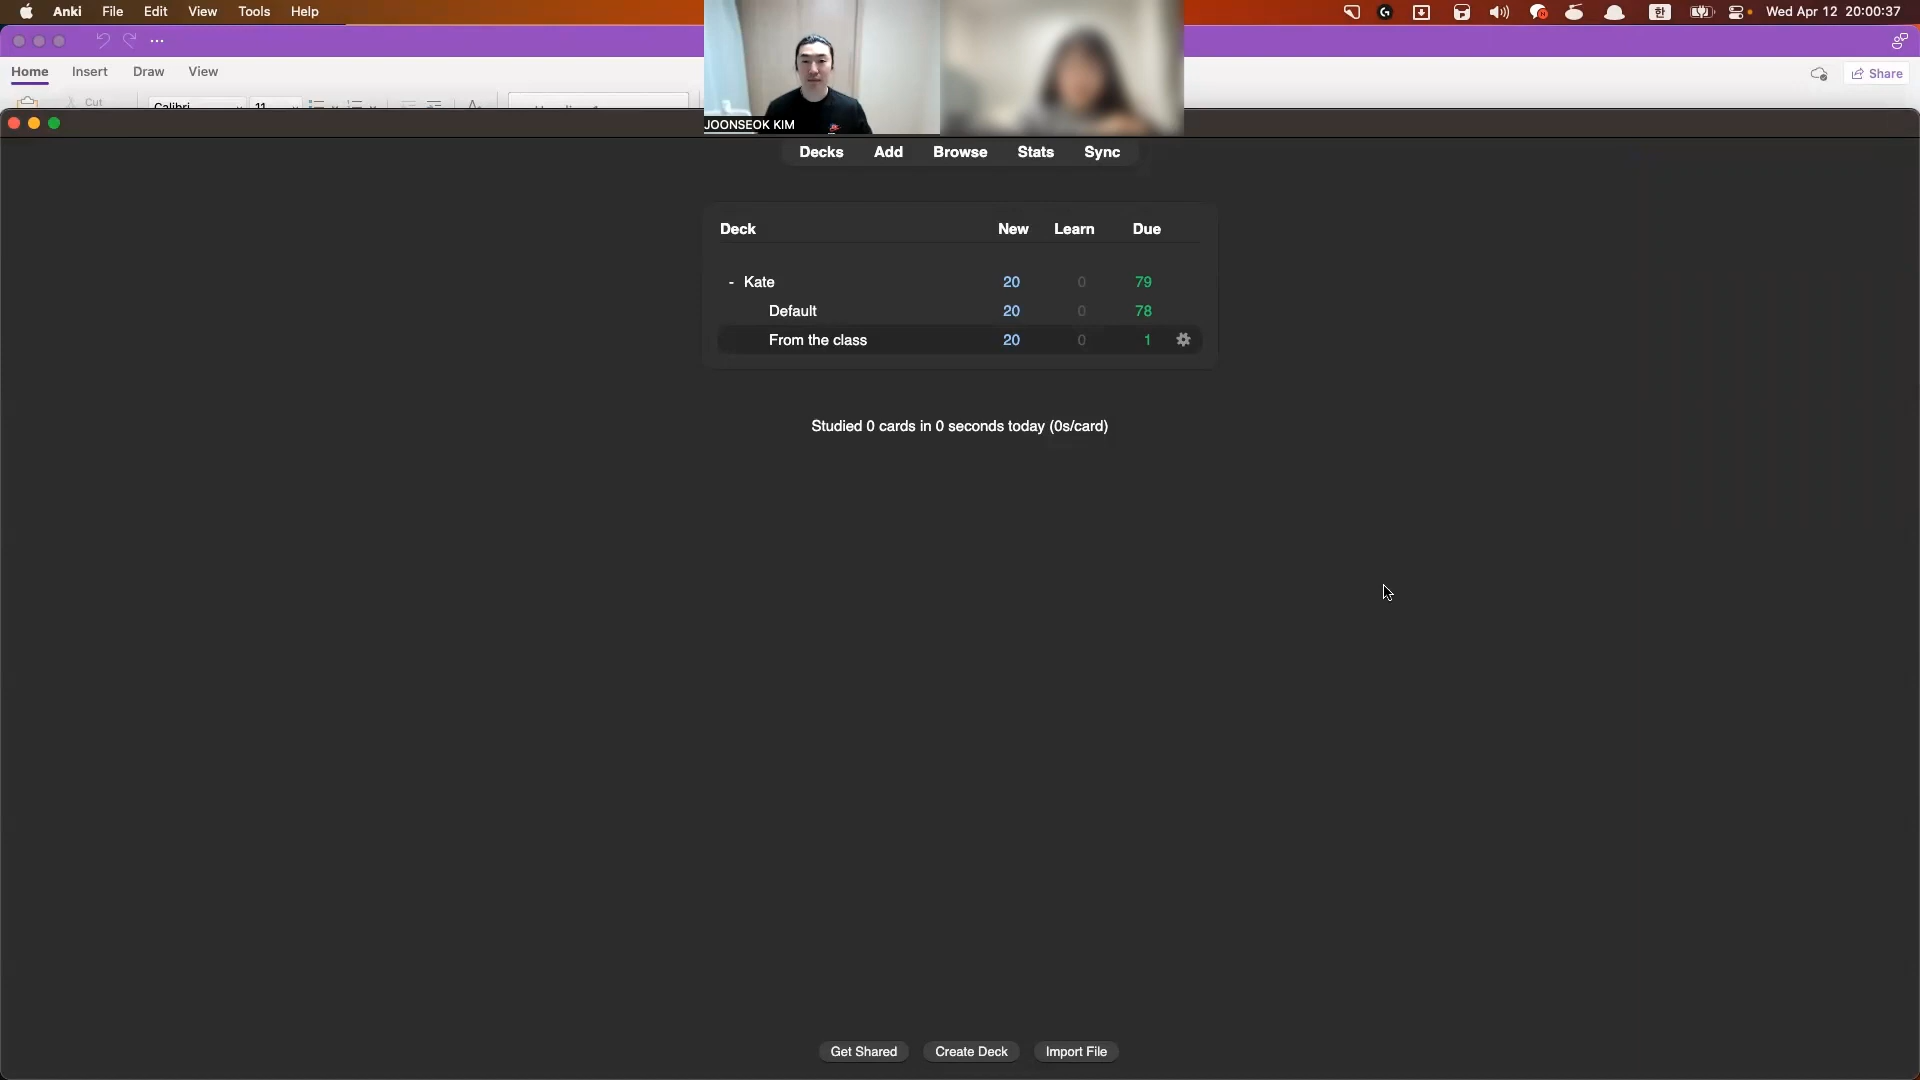 Anki File Edit View Tools Help
Wed Apr 12 20:00:37
Home Insert Draw View
Share
Cut
Calibri 11
JOONSEOK KIM
Decks Add Browse Stats Sync
Deck New Learn Due
- Kate 20 0 79
Default 20 0 78
From the class 20 0 1
Studied 0 cards in 0 seconds today (0s/card)
Get Shared Create Deck Import File